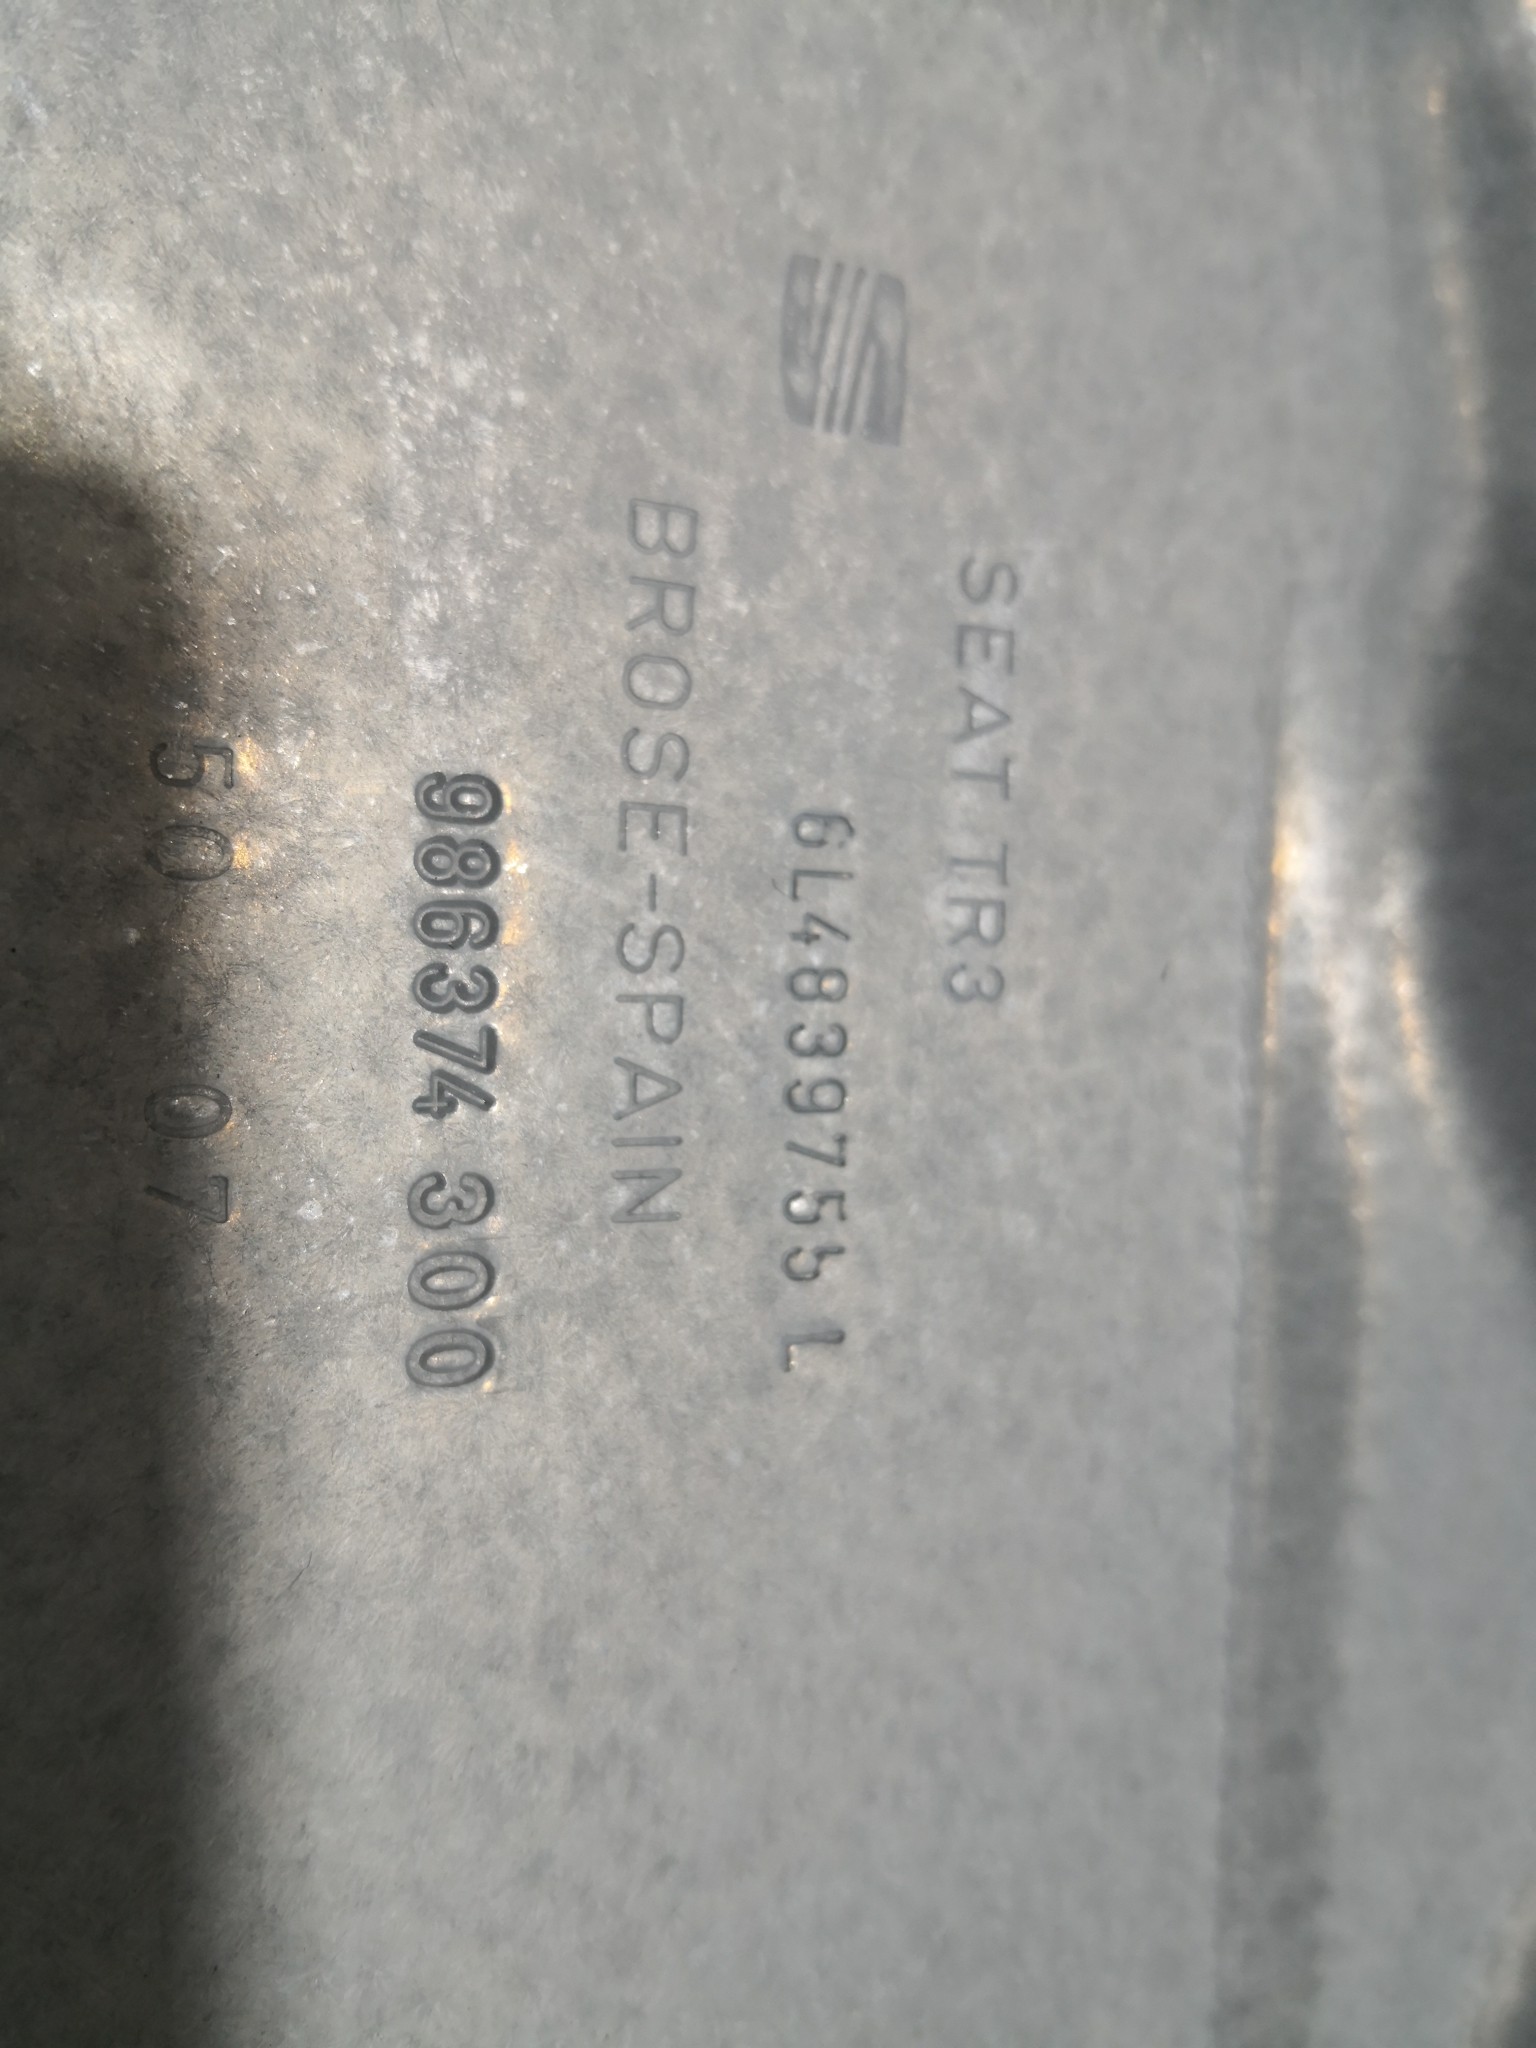 SEAT TR3
6L4839755 L
BROSE-SPAIN
986374 300
50 07